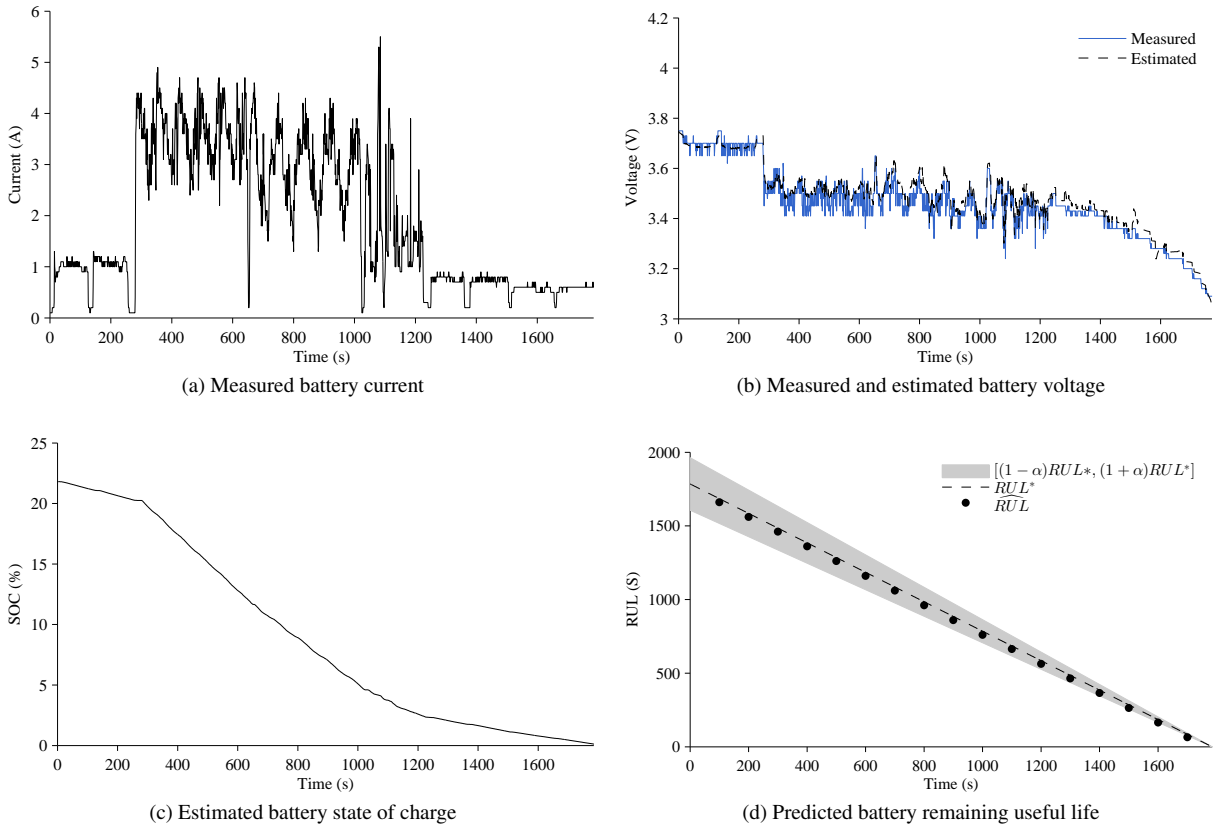 6
5
4
3
2
1
0
Current (A)
0 200 400 600 800 1000 1200 1400 1600
Time (s)
(a) Measured battery current
4.2
4
3.8
3.6
3.4
3.2
3
Voltage (V)
Measured
Estimated
0 200 400 600 800 1000 1200 1400 1600
Time (s)
(b) Measured and estimated battery voltage
25
20
15
10
5
0
SOC (%)
0 200 400 600 800 1000 1200 1400 1600
Time (s)
(c) Estimated battery state of charge
2000
1500
1000
500
0
RUL (S)
[(1 − α)RUL∗, (1 + α)RUL*]
RUL*
R̂UL
0 200 400 600 800 1000 1200 1400 1600
Time (s)
(d) Predicted battery remaining useful life